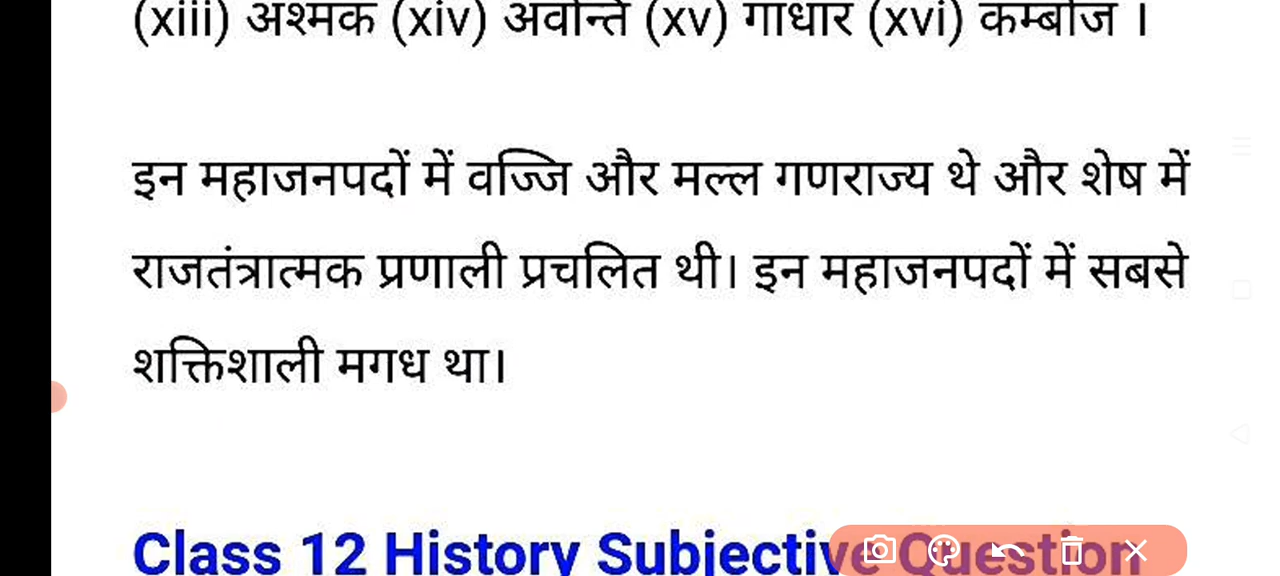 (xiii) अश्मक (xiv) अवन्ति (xv) गांधार (xvi) कम्बोज ।
इन महाजनपदों में वज्जि और मल्ल गणराज्य थे और शेष में
राजतंत्रात्मक प्रणाली प्रचलित थी। इन महाजनपदों में सबसे
शक्तिशाली मगध था।
Class 12 History Subjective Question